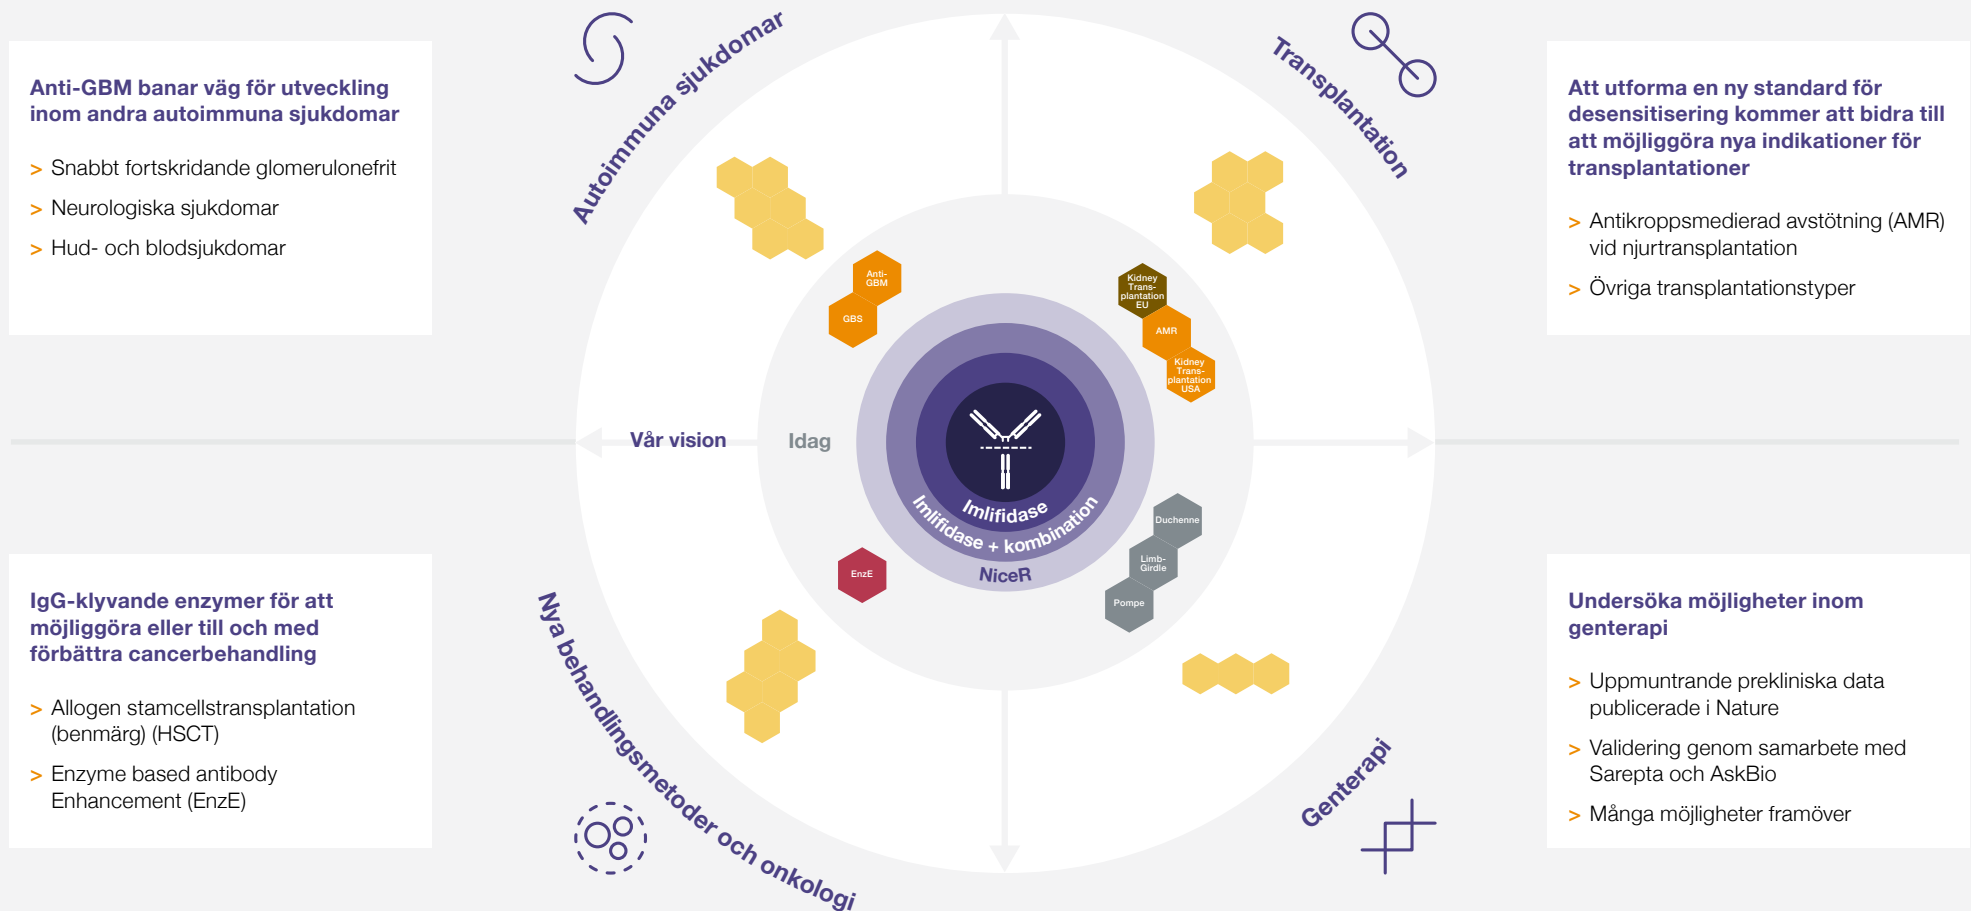 Anti-GBM banar väg för utveckling
inom andra autoimmuna sjukdomar
> Snabbt fortskridande glomerulonefrit
> Neurologiska sjukdomar
> Hud- och blodsjukdomar
Autoimmuna sjukdomar
Transplantation
Att utforma en ny standard för
desensitisering kommer att bidra till
att möjliggöra nya indikationer för
transplantationer
> Antikroppsmedierad avstötning (AMR)
vid njurtransplantation
> Övriga transplantationstyper
Anti-
GBM
GBS
Kidney
Trans-
plantation
EU
AMR
Kidney
Trans-
plantation
USA
Vår vision
Idag
Imlifidase
Imlifidase + kombination
NiceR
EnzE
Duchenne
Limb-
Girdle
Pompe
IgG-klyvande enzymer för att
möjliggöra eller till och med
förbättra cancerbehandling
> Allogen stamcellstransplantation
(benmärg) (HSCT)
> Enzyme based antibody
Enhancement (EnzE)
Nya behandlingsmetoder och onkologi
Genterapi
Undersöka möjligheter inom
genterapi
> Uppmuntrande prekliniska data
publicerade i Nature
> Validering genom samarbete med
Sarepta och AskBio
> Många möjligheter framöver